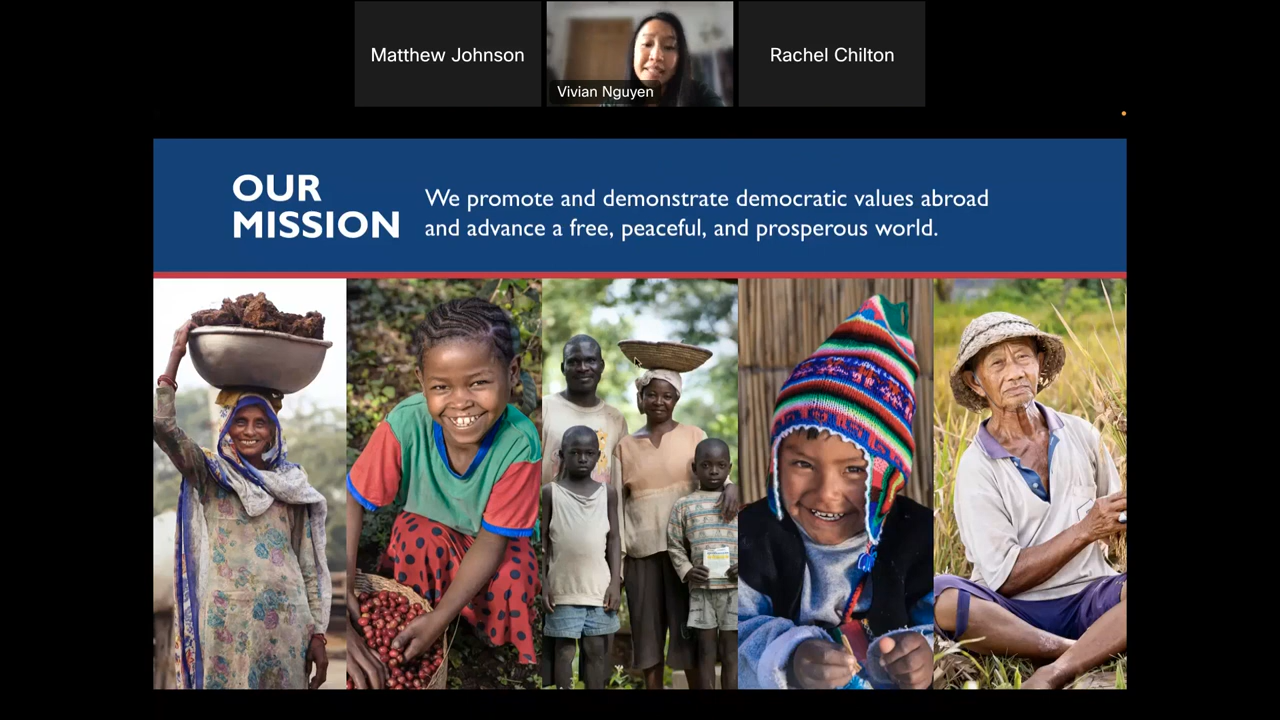 Matthew Johnson
Vivian Nguyen
Rachel Chilton
OUR
MISSION
We promote and demonstrate democratic values abroad
and advance a free, peaceful, and prosperous world.